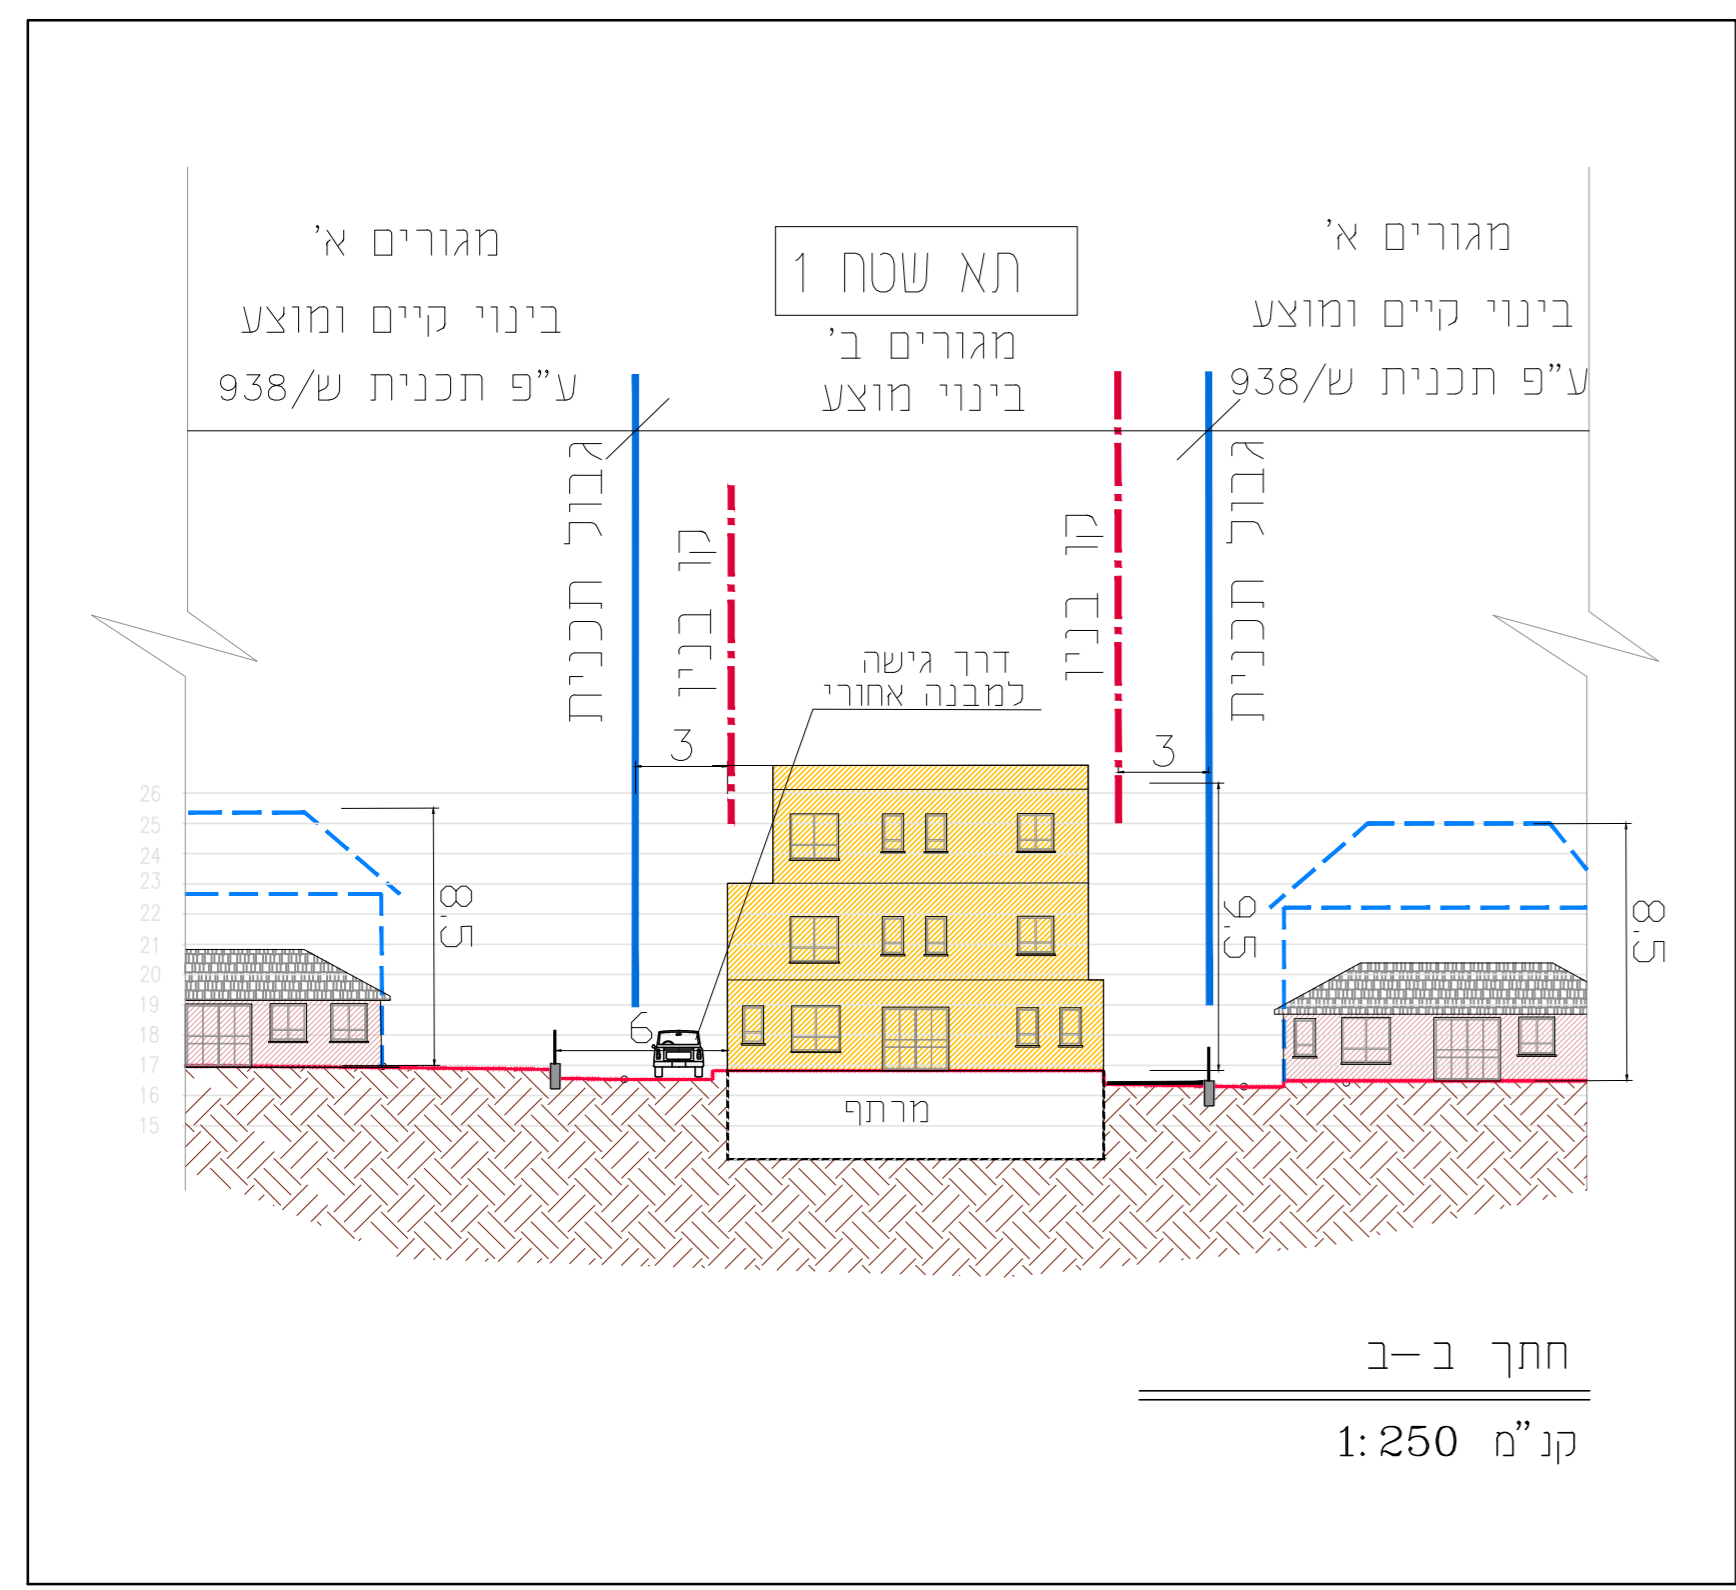 מגורים א'
בינוי קיים ומוצע
ע"פ תכנית ש/938
תא שטח 1
מגורים ב'
בינוי מוצע
מגורים א'
בינוי קיים ומוצע
ע"פ תכנית ש/938
גבול תכנית
קו בנין
קו בנין
גבול תכנית
דרך גישה
למבנה אחורי
3
3
26
25
24
23
22
21
20
19
18
17
16
15
8.5
9.5
8.5
6
מרתף
חתך ב-ב
קנ"מ 1:250